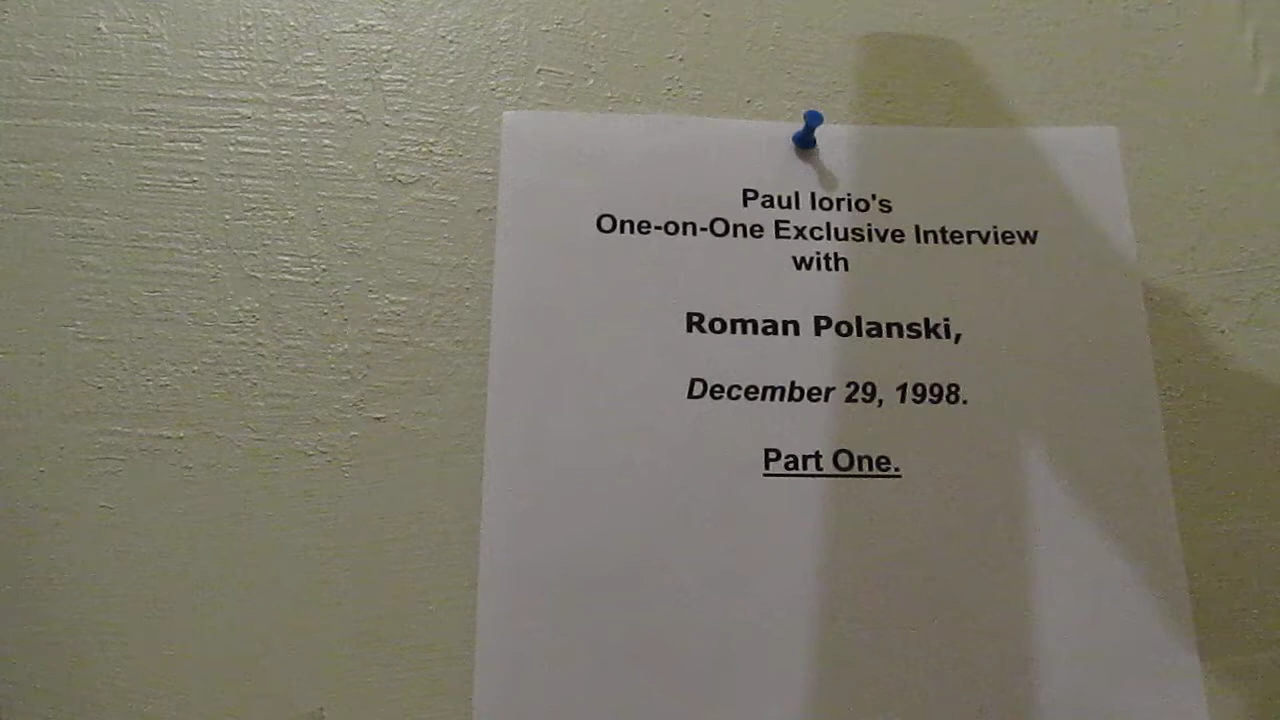 Paul Iorio's
One-on-One Exclusive Interview
with
Roman Polanski,
December 29, 1998.
Part One.